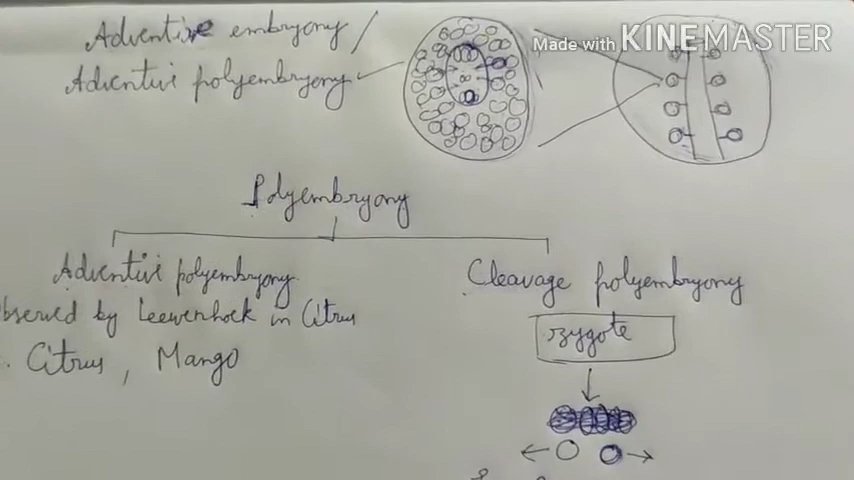 Adventive embryony /
Adventive polyembryony
Made with KINEMASTER
Polyembryony
Adventive polyembryony
Cleavage polyembryony
observed by Leewenhock in Citrus
zygote
Citrus, Mango